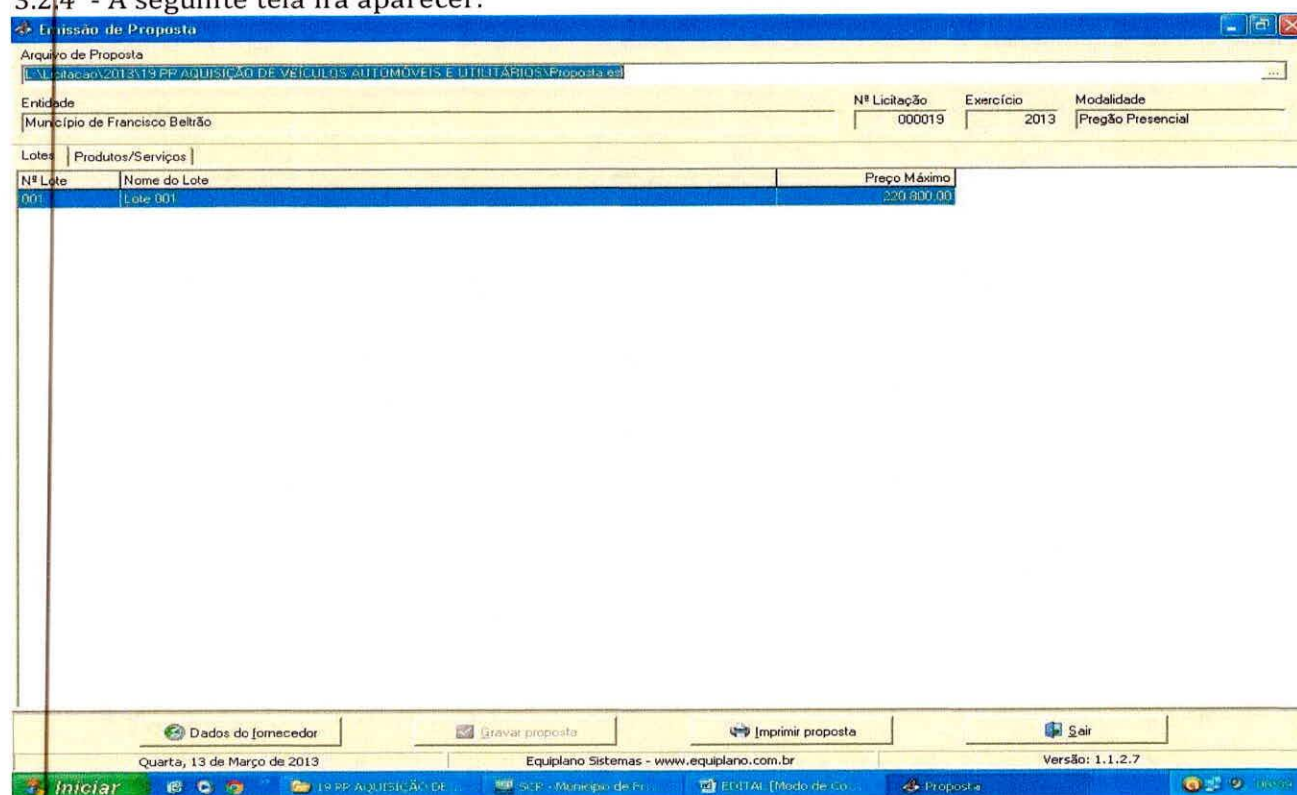 3.2.4 - A seguinte tela irá aparecer:
Emissão de Proposta
Arquivo de Proposta
L:\Licitacao\2013\19 PP AQUISIÇÃO DE VEÍCULOS AUTOMÓVEIS E UTILITÁRIOS\Proposta.esl
...
Entidade Nº Licitação Exercício Modalidade
Município de Francisco Beltrão 000019 2013 Pregão Presencial
Lotes Produtos/Serviços
Nº Lote Nome do Lote Preço Máximo
001 Lote 001 220.800,00
Dados do fornecedor Gravar proposta Imprimir proposta Sair
Quarta, 13 de Março de 2013 Equiplano Sistemas - www.equiplano.com.br Versão: 1.1.2.7
Iniciar 19 PP AQUISIÇÃO DE ... SCP - Município de Fr... EDITAL [Modo de Co... Proposta